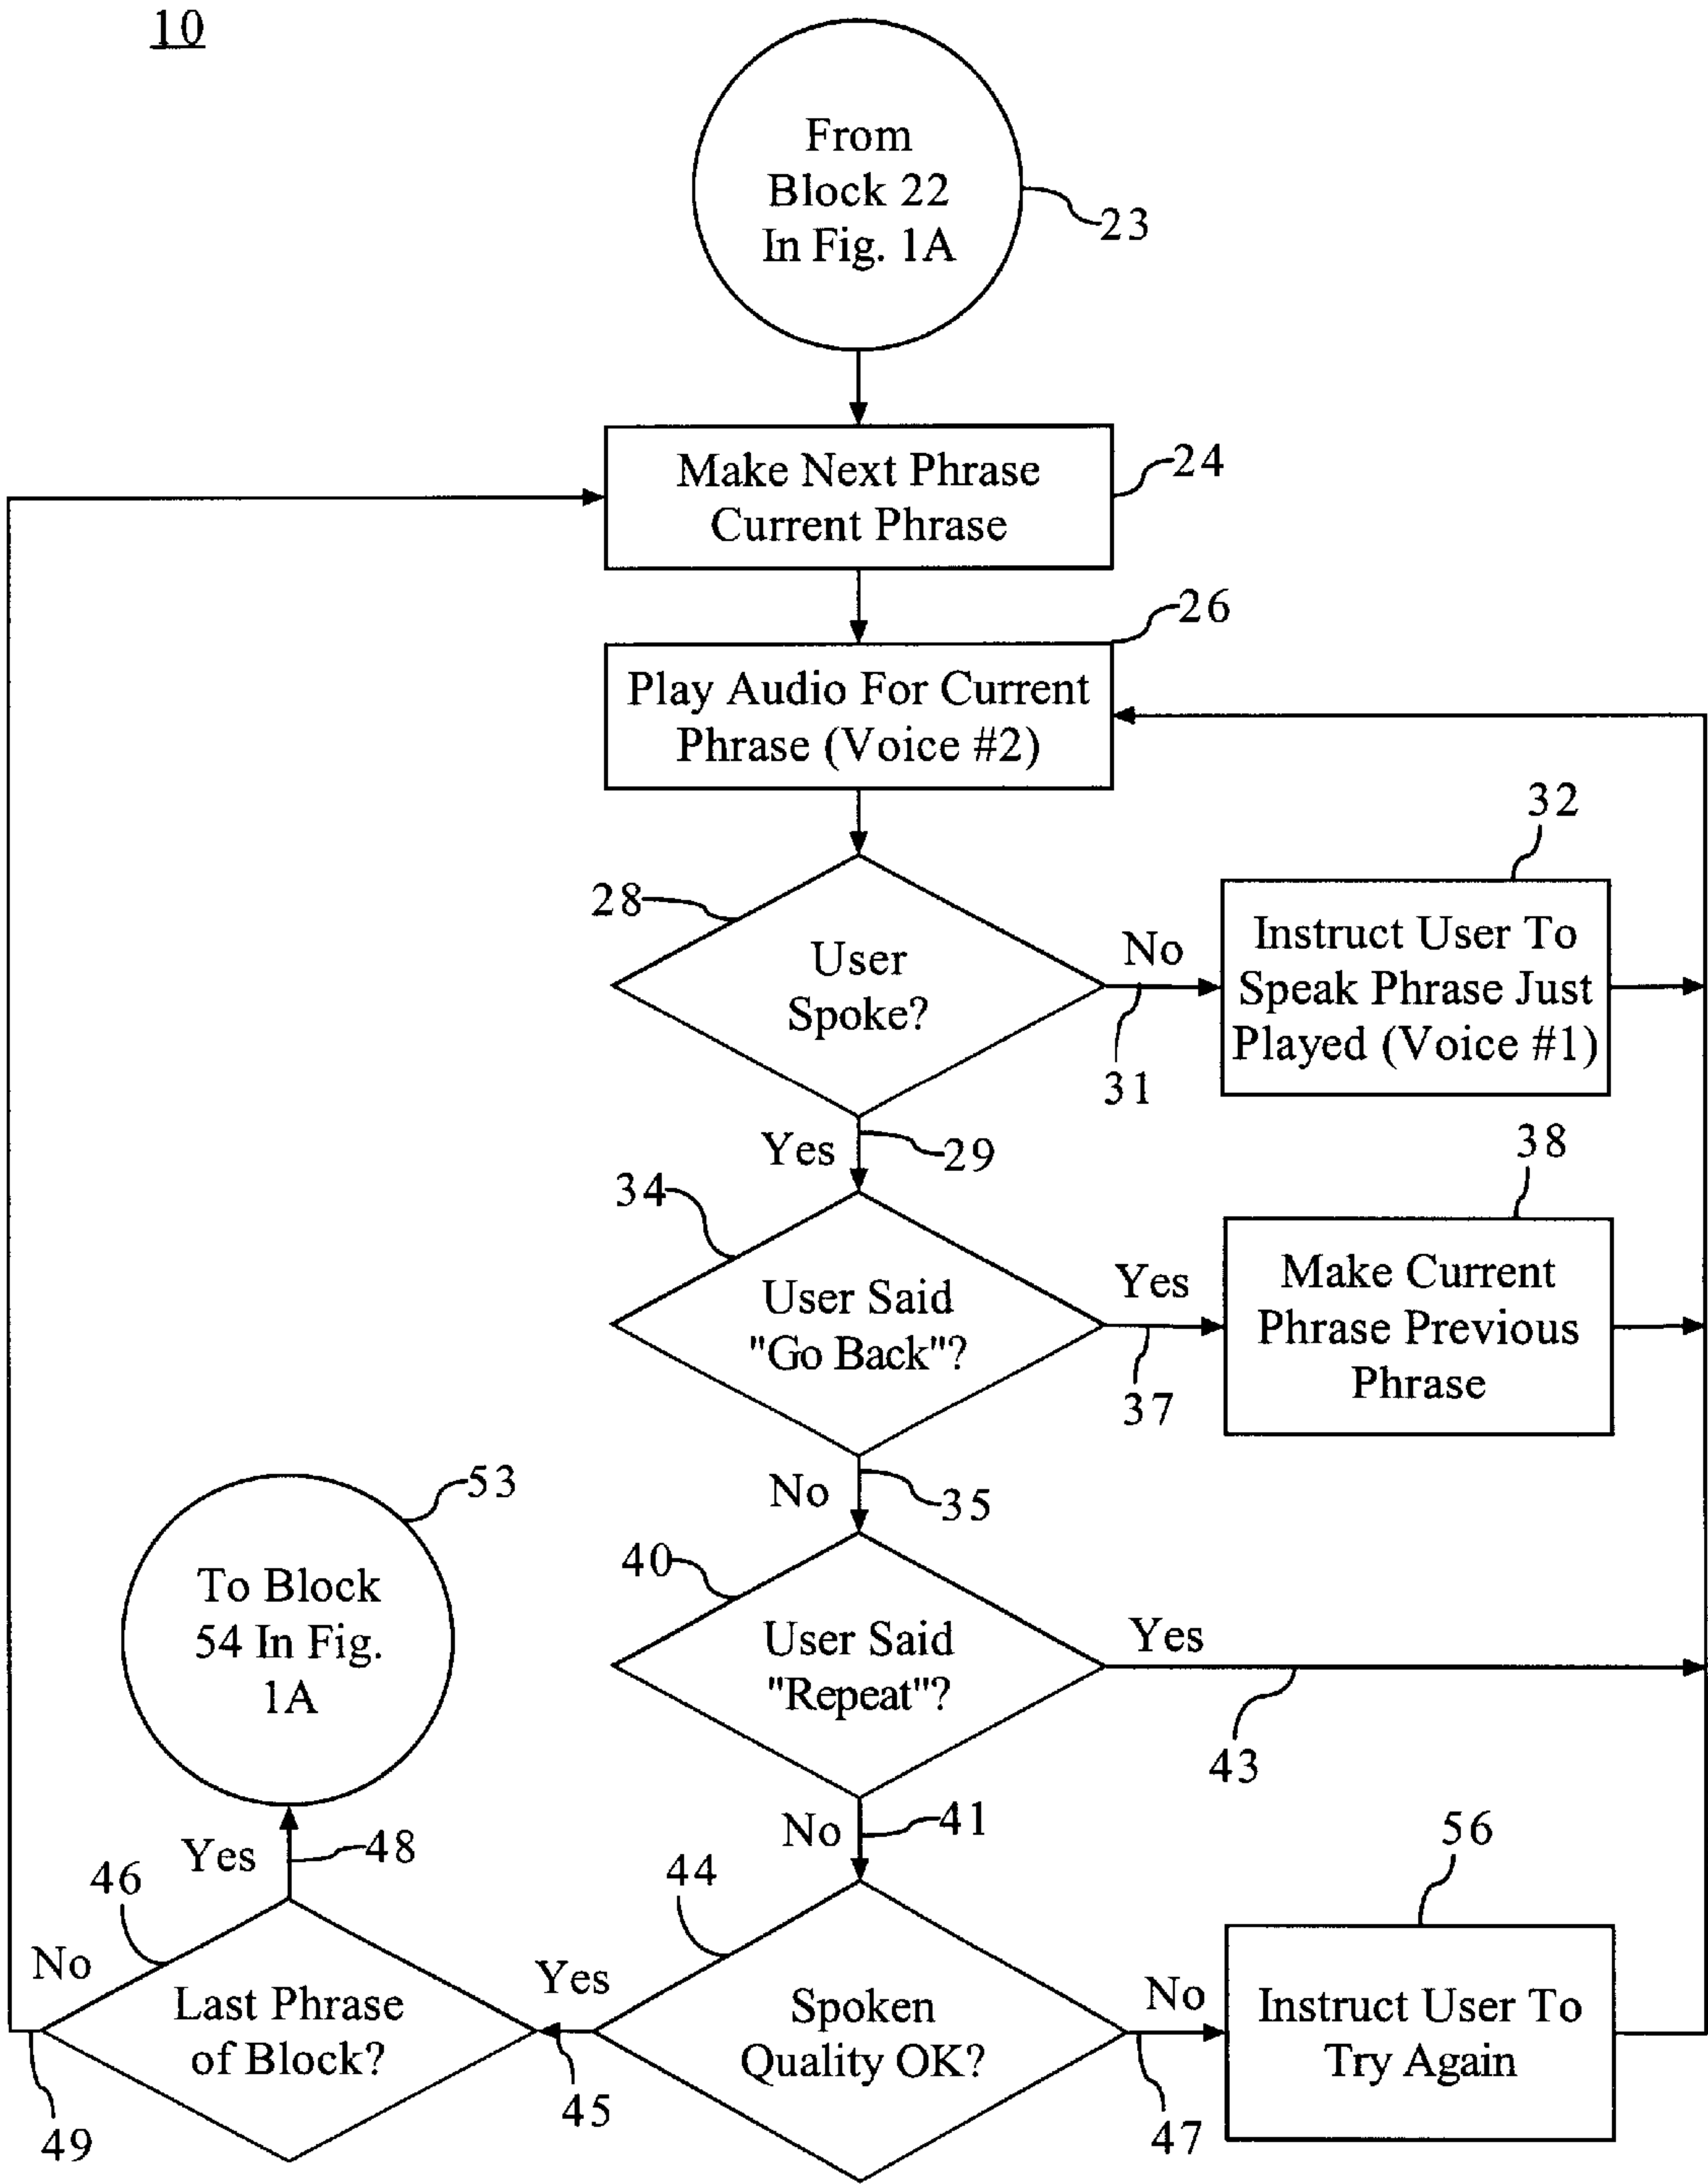 10
From
Block 22
In Fig. 1A
23
Make Next Phrase
Current Phrase
24
26
Play Audio For Current
Phrase (Voice #2)
32
28
User
Spoke?
No
31
Instruct User To
Speak Phrase Just
Played (Voice #1)
Yes
29
38
34
User Said
"Go Back"?
Yes
37
Make Current
Phrase Previous
Phrase
No
35
53
To Block
54 In Fig.
1A
40
User Said
"Repeat"?
Yes
43
No
41
Yes
48
46
44
56
No
Last Phrase
of Block?
49
Yes
45
Spoken
Quality OK?
No
47
Instruct User To
Try Again